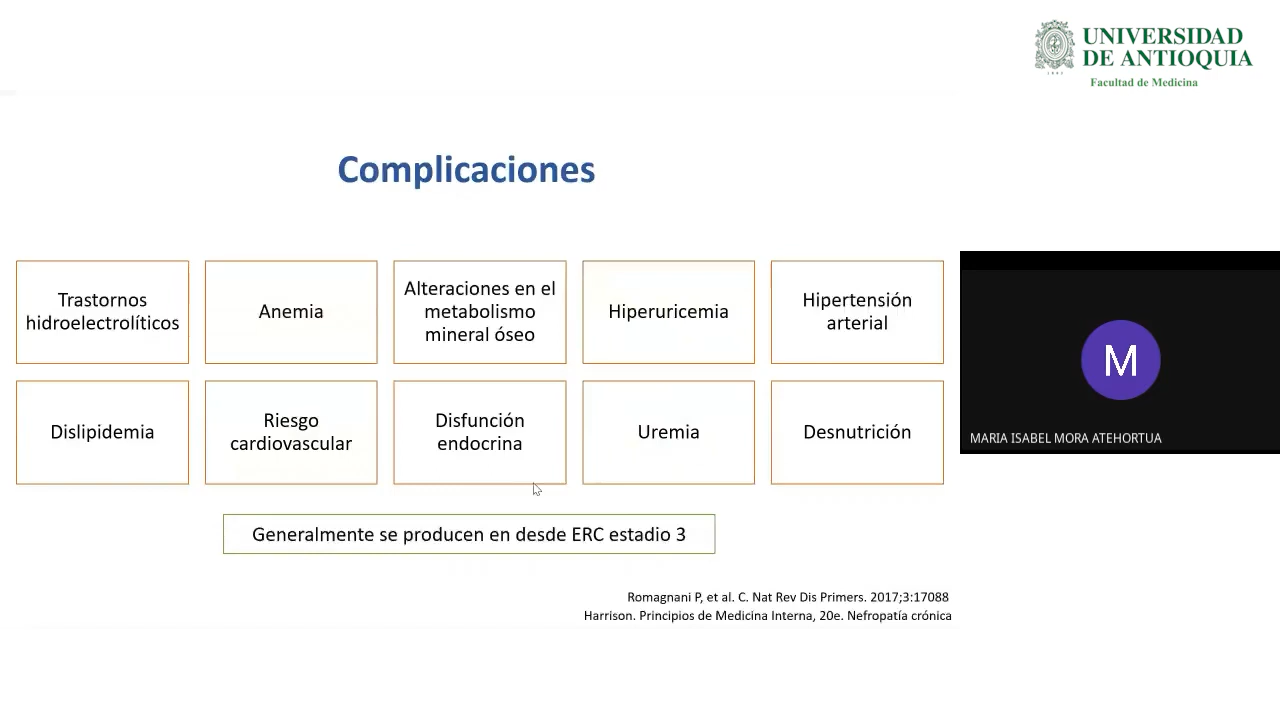 UNIVERSIDAD
DE ANTIOQUIA
1803
Facultad de Medicina
Complicaciones
Trastornos
hidroelectrolíticos
Anemia
Alteraciones en el
metabolismo
mineral óseo
Hiperuricemia
Hipertensión
arterial
Dislipidemia
Riesgo
cardiovascular
Disfunción
endocrina
Uremia
Desnutrición
M
MARIA ISABEL MORA ATEHORTUA
Generalmente se producen en desde ERC estadio 3
Romagnani P, et al. C. Nat Rev Dis Primers. 2017;3:17088
Harrison. Principios de Medicina Interna, 20e. Nefropatía crónica